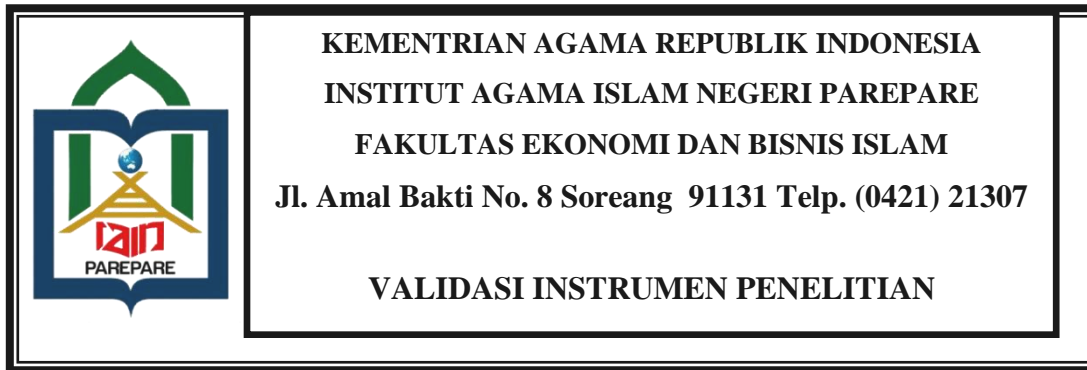 KEMENTRIAN AGAMA REPUBLIK INDONESIA
INSTITUT AGAMA ISLAM NEGERI PAREPARE
FAKULTAS EKONOMI DAN BISNIS ISLAM
Jl. Amal Bakti No. 8 Soreang 91131 Telp. (0421) 21307
VALIDASI INSTRUMEN PENELITIAN
iain
PAREPARE